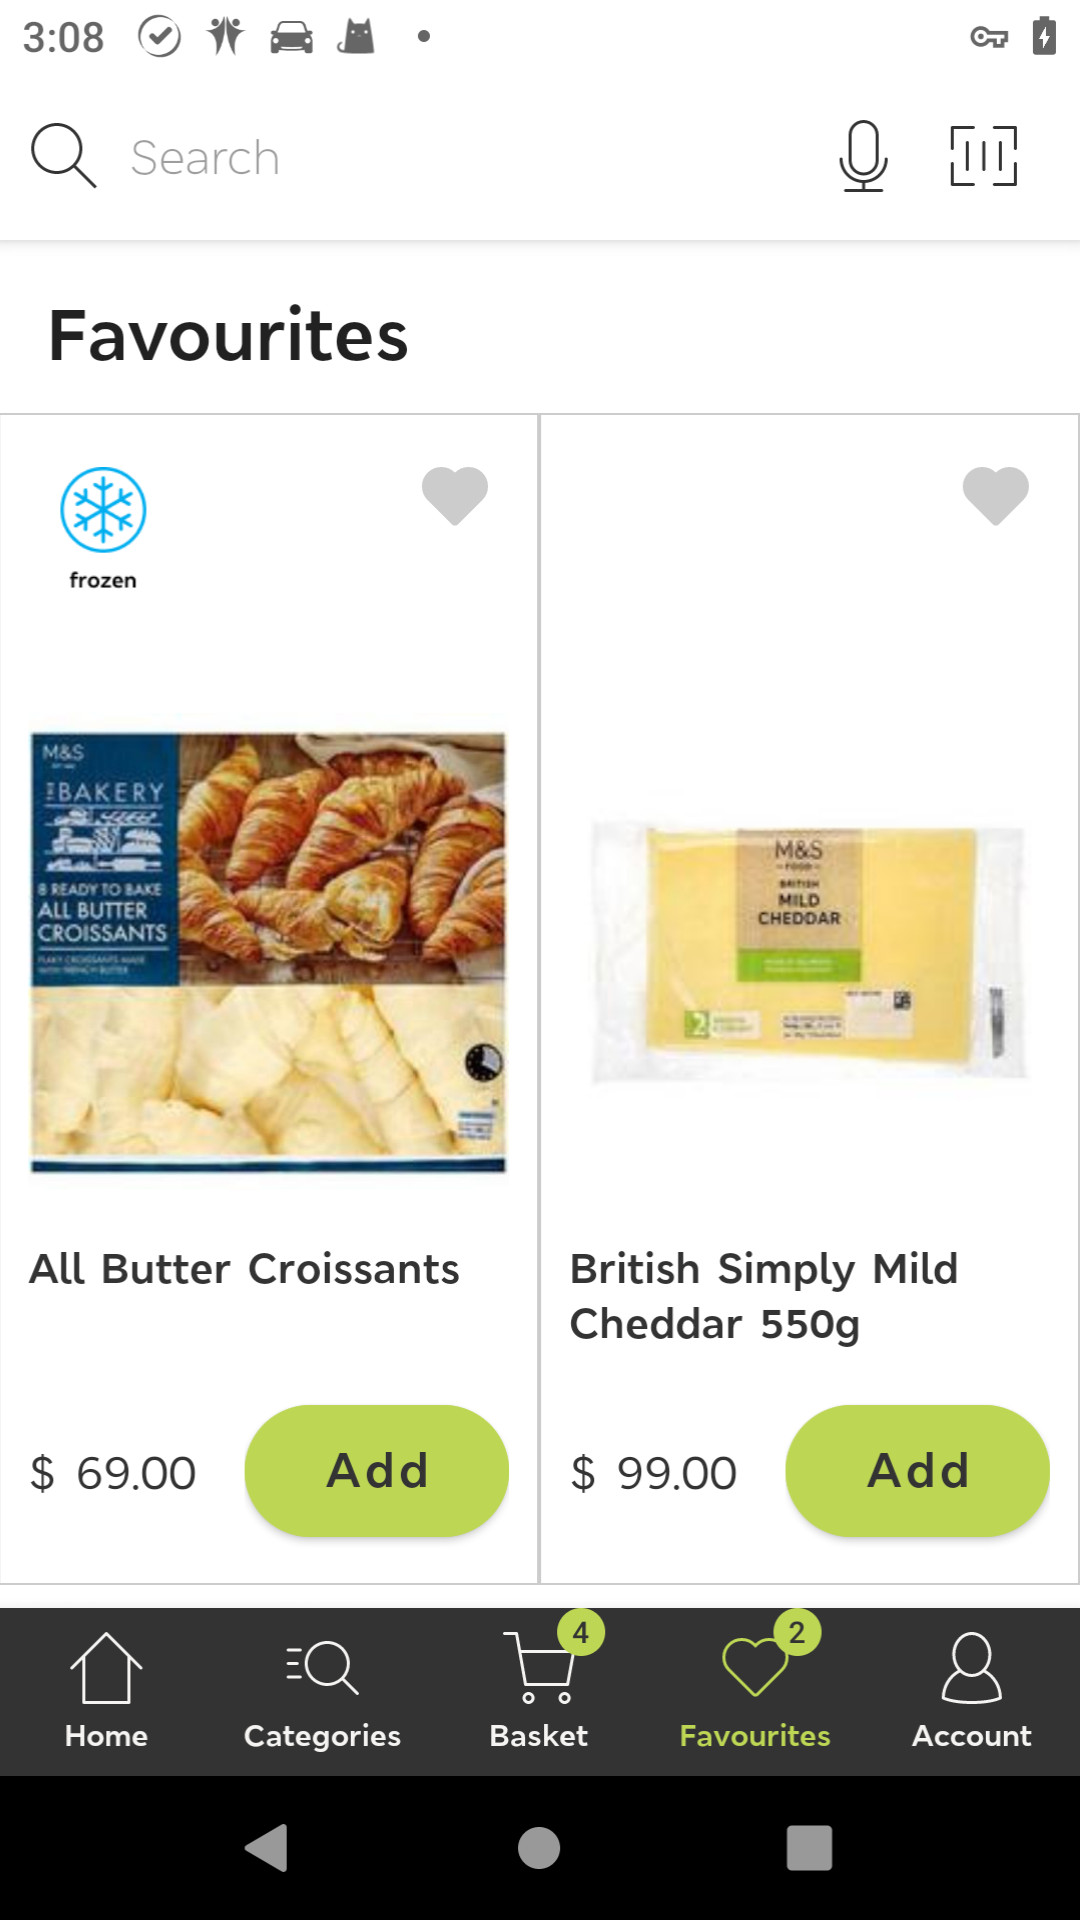 3:08
Search
Favourites
frozen
M&S
THE BAKERY
8 READY TO BAKE
ALL BUTTER
CROISSANTS
M&S
FOOD
BRITISH
MILD
CHEDDAR
2
All Butter Croissants
British Simply Mild
Cheddar 550g
$ 69.00
Add
$ 99.00
Add
4
2
Home
Categories
Basket
Favourites
Account